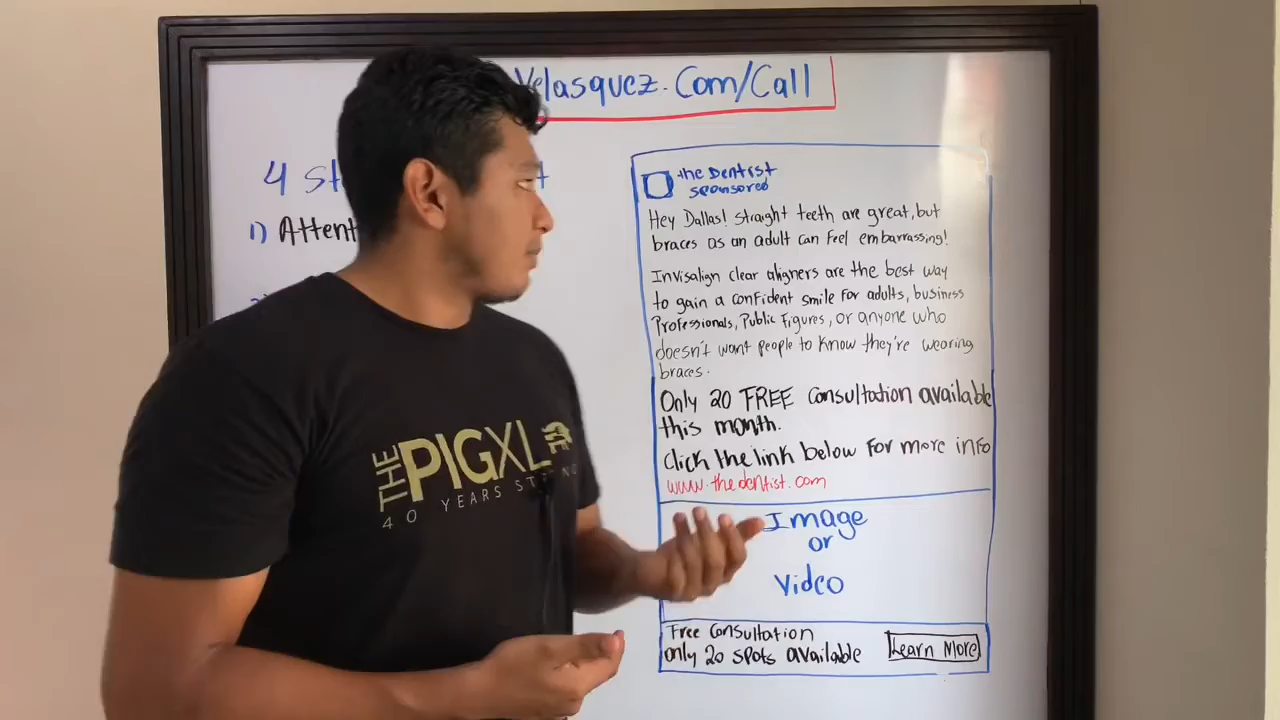 Velasquez.Com/Call
4
1) Attent
the Dentist
sponsored
Hey Dallas! Straight teeth are great, but
braces as an adult can feel embarrassing!
Invisalign clear aligners are the best way
to gain a confident smile for adults, business
Professionals, Public Figures, or anyone who
doesn't want people to know they're wearing
braces.
Only 20 FREE consultation available
this month.
Click the link below for more info
www.thedentist.com
Image
or
Video
Free Consultation
only 20 spots available
Learn More
THE PIGXL
40 YEARS